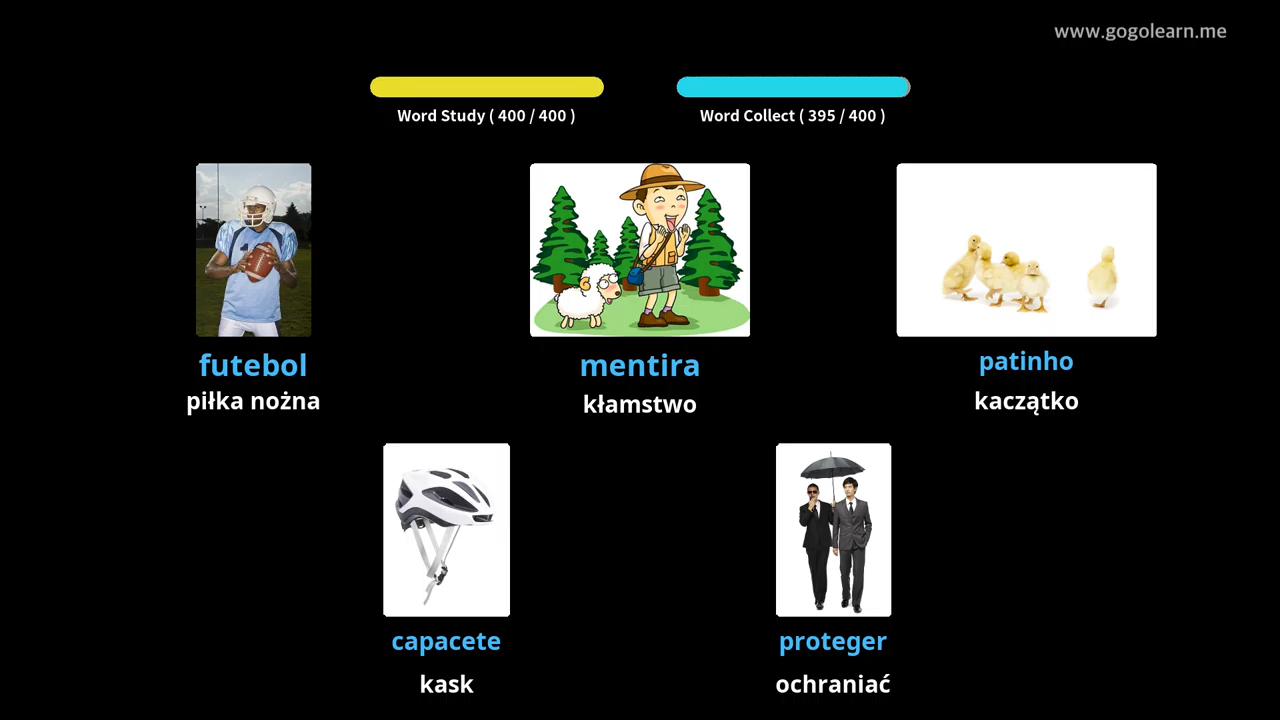 www.gogolearn.me
Word Study ( 400 / 400 )
Word Collect ( 395 / 400 )
futebol
piłka nożna
mentira
kłamstwo
patinho
kaczątko
capacete
kask
proteger
ochraniać